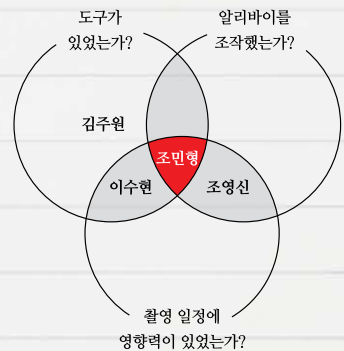 도구가
있었는가?
알리바이를
조작했는가?
김주원
조민형
이수현
조영신
촬영 일정에
영향력이 있었는가?